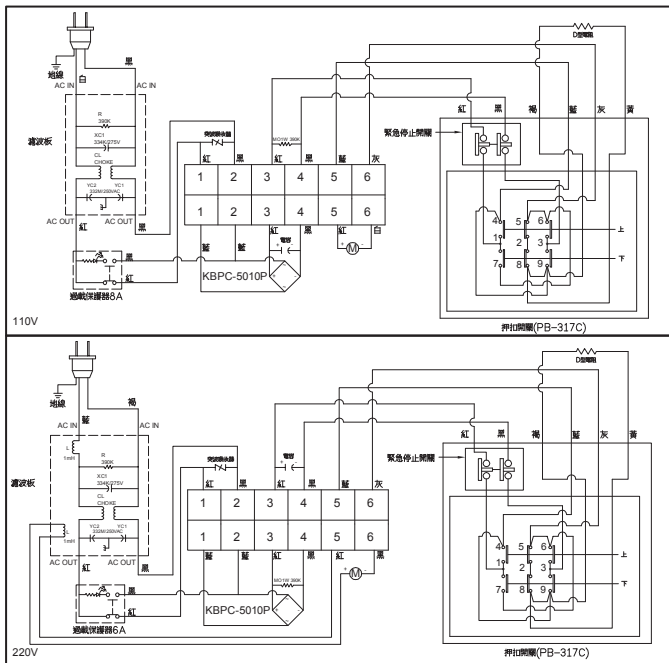 地線
白
黑
AC IN
AC IN
濾波板
R
390K
XC1
334K/275V
CL
CHOKE
YC2
YC1
332M/250VAC
AC OUT
AC OUT
紅
黑
黑
紅
過載保護器8A
突波吸收器
紅
黑
紅
MO1W 390K
黑
藍
灰
1 2 3 4 5 6
1 2 3 4 5 6
藍
藍
紅
黑
紅
白
+ 電容 -
+ M -
KBPC-5010P
D型電阻
紅
黑
褐
藍
灰
黃
緊急停止開關
4 5 6
1 2 3
7 8 9
上
下
押扣開關(PB-317C)
110V
地線
藍
褐
AC IN
AC IN
L
1mH
濾波板
R
390K
XC1
334K/275V
CL
CHOKE
YC2
YC1
332M/250VAC
L
1mH
AC OUT
AC OUT
紅
黑
黑
紅
過載保護器6A
突波吸收器
紅
黑
紅
+ 電容 -
黑
藍
灰
1 2 3 4 5 6
1 2 3 4 5 6
藍
藍
紅
黑
紅
黑
MO1W 390K
+ M -
KBPC-5010P
D型電阻
紅
黑
褐
藍
灰
黃
緊急停止開關
4 5 6
1 2 3
7 8 9
上
下
押扣開關(PB-317C)
220V